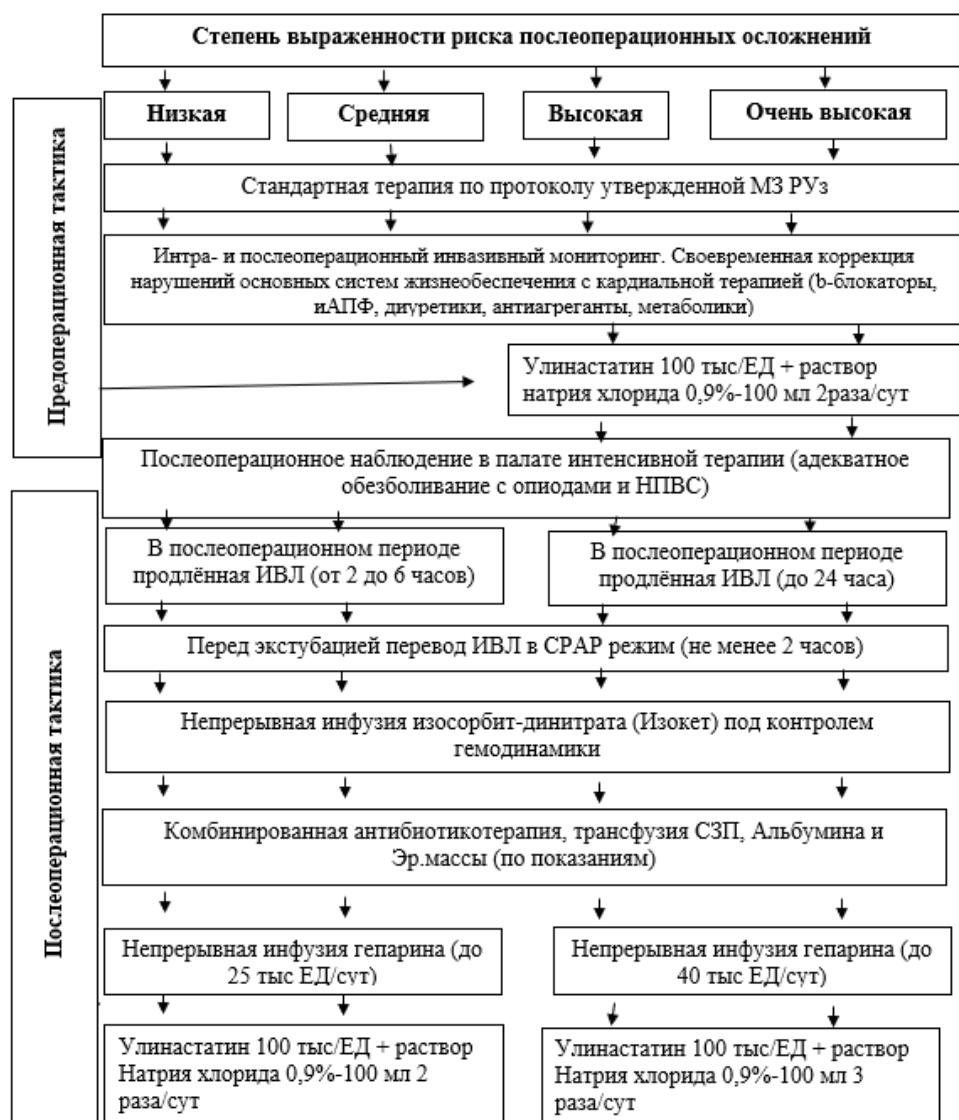 Степень выраженности риска послеоперационных осложнений
Низкая
Средняя
Высокая
Очень высокая
Предоперационная тактика
Стандартная терапия по протоколу утвержденной МЗ РУз
Интра- и послеоперационный инвазивный мониторинг. Своевременная коррекция
нарушений основных систем жизнеобеспечения с кардиальной терапией (b-блокаторы,
иАПФ, диуретики, антиагреганты, метаболики)
Улинастатин 100 тыс/ЕД + раствор
натрия хлорида 0,9%-100 мл 2раза/сут
Послеоперационная тактика
Послеоперационное наблюдение в палате интенсивной терапии (адекватное
обезболивание с опиодами и НПВС)
В послеоперационном периоде
продлённая ИВЛ (от 2 до 6 часов)
В послеоперационном периоде
продлённая ИВЛ (до 24 часа)
Перед экстубацией перевод ИВЛ в СРАР режим (не менее 2 часов)
Непрерывная инфузия изосорбит-динитрата (Изокет) под контролем
гемодинамики
Комбинированная антибиотикотерапия, трансфузия СЗП, Альбумина и
Эр.массы (по показаниям)
Непрерывная инфузия гепарина (до
25 тыс ЕД/сут)
Непрерывная инфузия гепарина (до
40 тыс ЕД/сут)
Улинастатин 100 тыс/ЕД + раствор
Натрия хлорида 0,9%-100 мл 2
раза/сут
Улинастатин 100 тыс/ЕД + раствор
Натрия хлорида 0,9%-100 мл 3
раза/сут